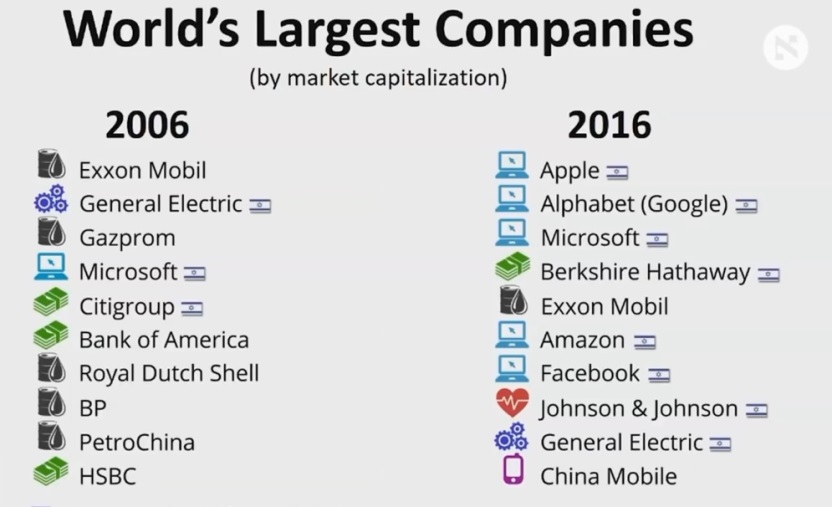 World's Largest Companies
(by market capitalization)
2006
Exxon Mobil
General Electric
Gazprom
Microsoft
Citigroup
Bank of America
Royal Dutch Shell
BP
PetroChina
HSBC
2016
Apple
Alphabet (Google)
Microsoft
Berkshire Hathaway
Exxon Mobil
Amazon
Facebook
Johnson & Johnson
General Electric
China Mobile